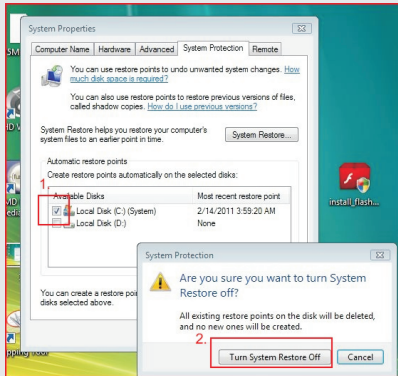 System Properties
Computer Name
Hardware
Advanced
System Protection
Remote
You can use restore points to undo unwanted system changes. How
much disk space is required?
You can also use restore points to restore previous versions of files,
called shadow copies. How do I use previous versions?
System Restore helps you restore your computer's
system files to an earlier point in time.
System Restore...
Automatic restore points
Create restore points automatically on the selected disks:
1.
Available Disks
Most recent restore point
Local Disk (C:) (System)
2/14/2011 3:59:20 AM
Local Disk (D:)
None
You can create a restore poi
disks selected above.
install_flash...
System Protection
Are you sure you want to turn System
Restore off?
All existing restore points on the disk will be deleted,
and no new ones will be created.
2.
Turn System Restore Off
Cancel